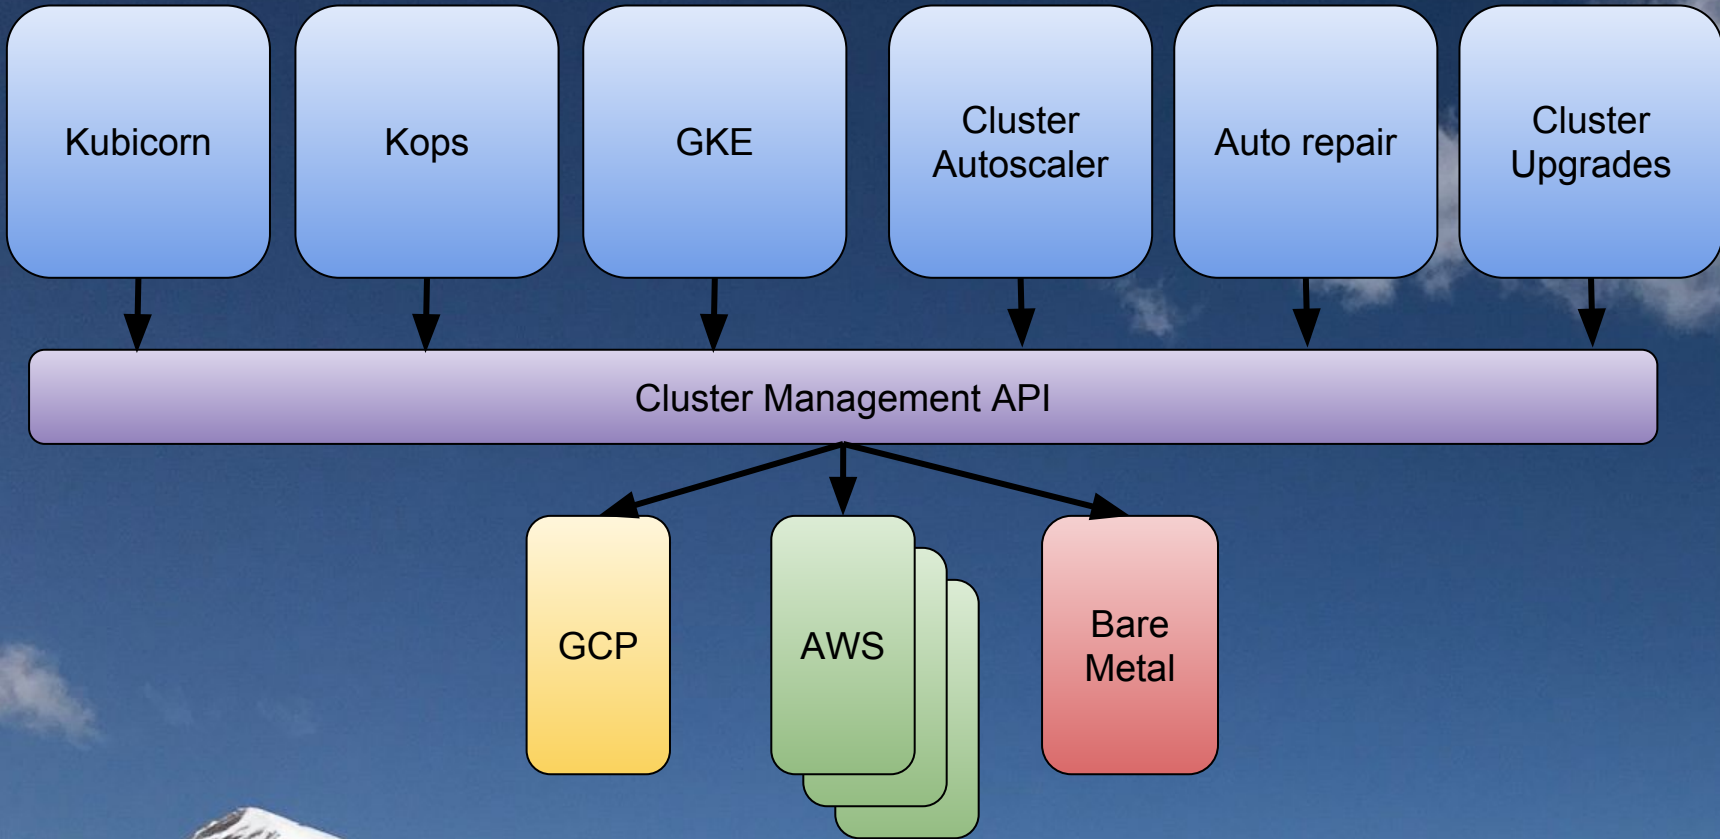 Kubicorn
Kops
GKE
Cluster
Autoscaler
Auto repair
Cluster
Upgrades
Cluster Management API
GCP
AWS
Bare
Metal